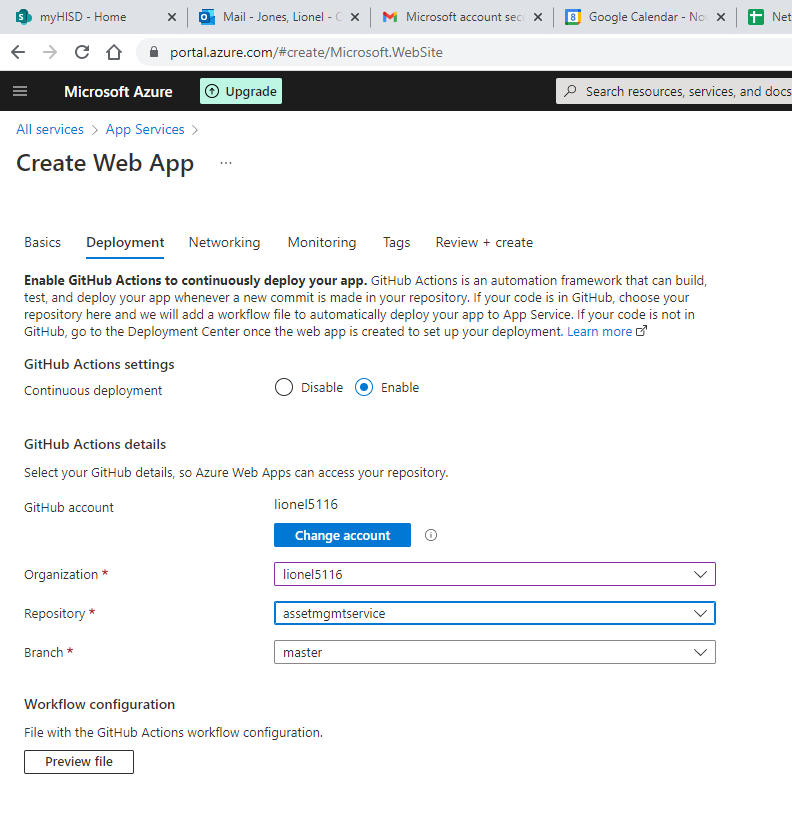 myHISD - Home
Mail - Jones, Lionel -
Microsoft account sec
Google Calendar - No
Net
portal.azure.com/#create/Microsoft.WebSite
Microsoft Azure
Upgrade
Search resources, services, and docs
All services > App Services >
Create Web App ...
Basics Deployment Networking Monitoring Tags Review + create
Enable GitHub Actions to continuously deploy your app. GitHub Actions is an automation framework that can build,
test, and deploy your app whenever a new commit is made in your repository. If your code is in GitHub, choose your
repository here and we will add a workflow file to automatically deploy your app to App Service. If your code is not in
GitHub, go to the Deployment Center once the web app is created to set up your deployment. Learn more
GitHub Actions settings
Continuous deployment Disable Enable
GitHub Actions details
Select your GitHub details, so Azure Web Apps can access your repository.
GitHub account lionel5116
Change account
Organization * lionel5116
Repository * assetmgmtservice
Branch * master
Workflow configuration
File with the GitHub Actions workflow configuration.
Preview file